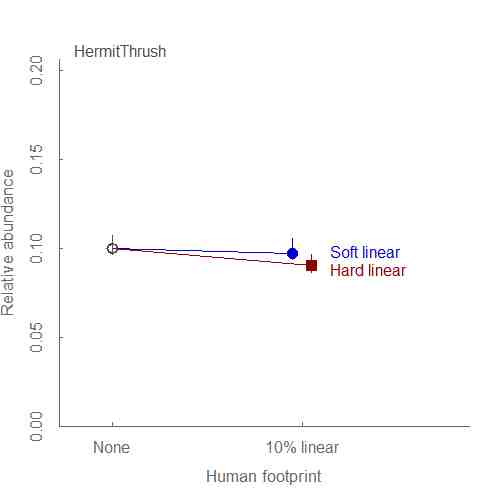 HermitThrush
0.20
0.15
0.10
0.05
0.00
Relative abundance
Soft linear
Hard linear
None
10% linear
Human footprint